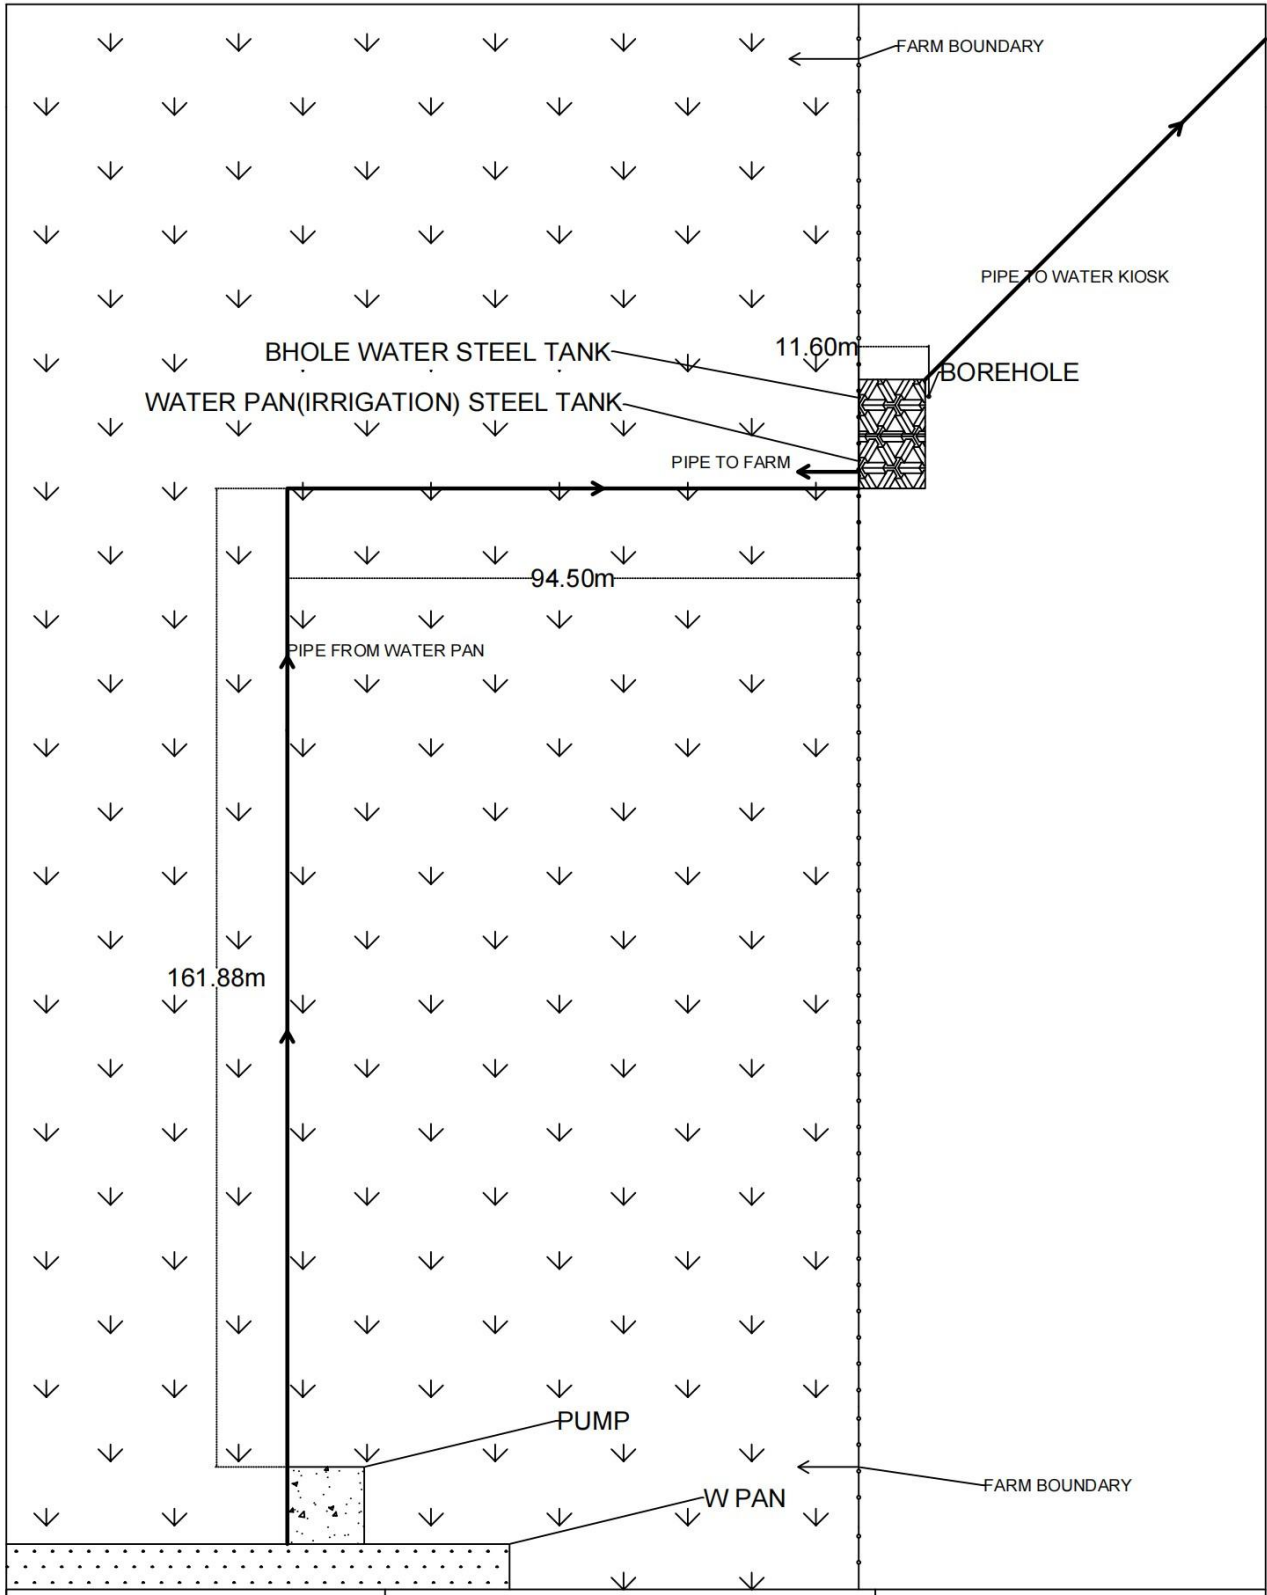 FARM BOUNDARY
PIPE TO WATER KIOSK
11.60m
BHOLE WATER STEEL TANK
BOREHOLE
WATER PAN(IRRIGATION) STEEL TANK
PIPE TO FARM
94.50m
PIPE FROM WATER PAN
161.88m
PUMP
FARM BOUNDARY
W PAN